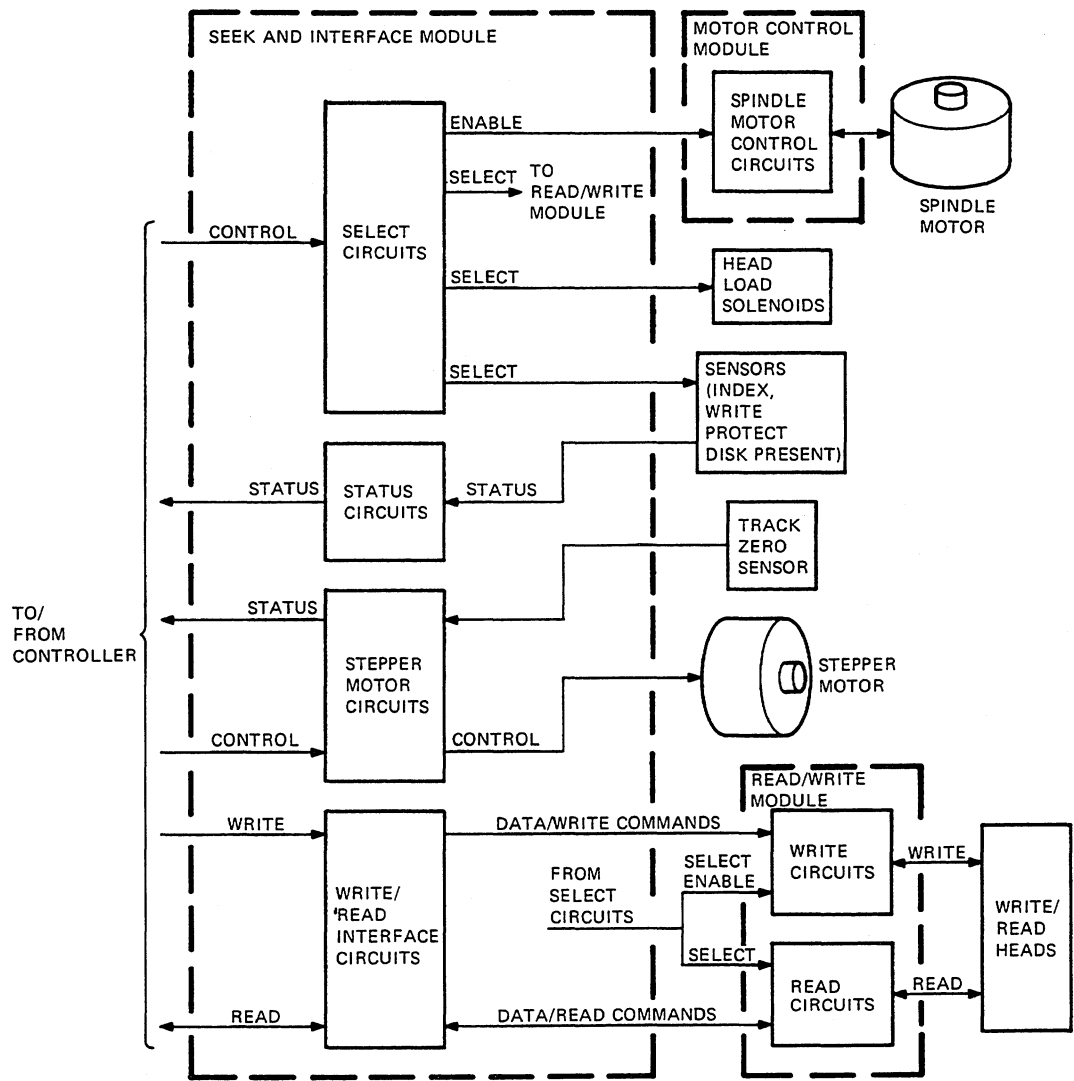 SEEK AND INTERFACE MODULE
MOTOR CONTROL
MODULE
SPINDLE
MOTOR
CONTROL
CIRCUITS
SPINDLE
MOTOR
ENABLE
SELECT
TO
READ/WRITE
MODULE
CONTROL
SELECT
CIRCUITS
SELECT
HEAD
LOAD
SOLENOIDS
SELECT
SENSORS
(INDEX,
WRITE
PROTECT
DISK PRESENT)
STATUS
STATUS
CIRCUITS
STATUS
TRACK
ZERO
SENSOR
TO/
FROM
CONTROLLER
STATUS
STEPPER
MOTOR
CIRCUITS
STEPPER
MOTOR
CONTROL
CONTROL
READ/WRITE
MODULE
WRITE
DATA/WRITE COMMANDS
WRITE
CIRCUITS
WRITE
WRITE/
READ
INTERFACE
CIRCUITS
FROM
SELECT
CIRCUITS
SELECT
ENABLE
SELECT
WRITE/
READ
HEADS
READ
CIRCUITS
READ
READ
DATA/READ COMMANDS